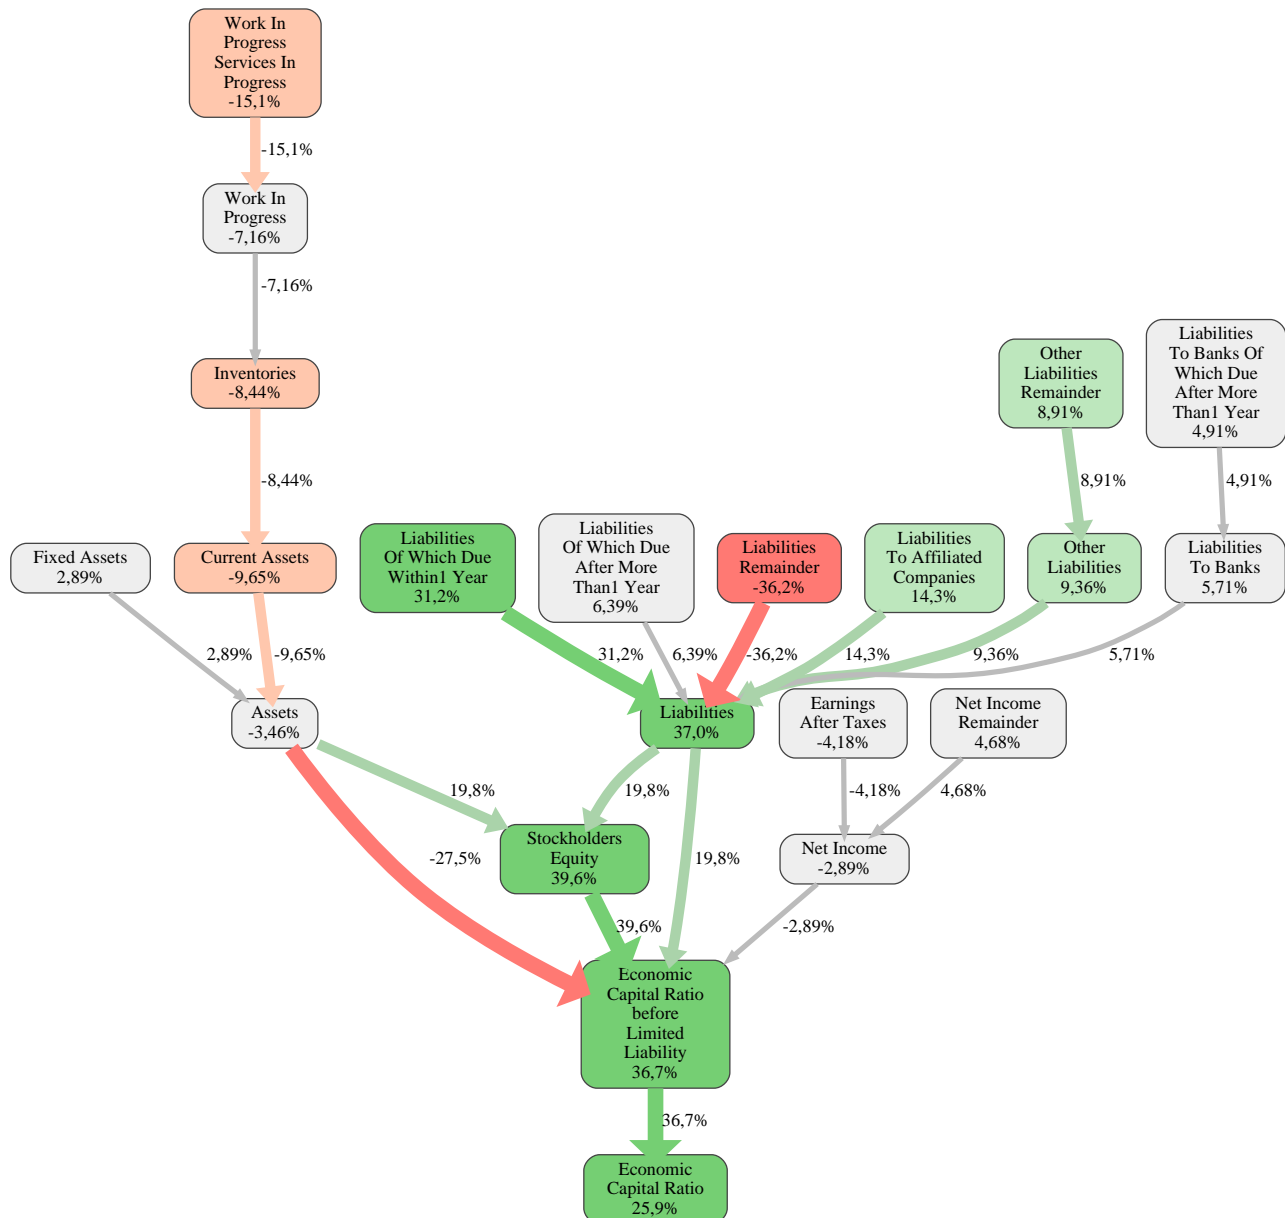 Work In
Progress
Services In
Progress
-15,1%
-15,1%
Work In
Progress
-7,16%
-7,16%
Inventories
-8,44%
Other
Liabilities
Remainder
8,91%
Liabilities
To Banks Of
Which Due
After More
Than1 Year
4,91%
-8,44%
8,91%
4,91%
Fixed Assets
2,89%
Current Assets
-9,65%
Liabilities
Of Which Due
Within1 Year
31,2%
Liabilities
Of Which Due
After More
Than1 Year
6,39%
Liabilities
Remainder
-36,2%
Liabilities
To Affiliated
Companies
14,3%
Other
Liabilities
9,36%
Liabilities
To Banks
5,71%
2,89%
-9,65%
31,2%
6,39%
-36,2%
14,3%
9,36%
5,71%
Assets
-3,46%
Liabilities
37,0%
Earnings
After Taxes
-4,18%
Net Income
Remainder
4,68%
19,8%
19,8%
-4,18%
4,68%
Stockholders
Equity
39,6%
-27,5%
19,8%
Net Income
-2,89%
39,6%
-2,89%
Economic
Capital Ratio
before
Limited
Liability
36,7%
36,7%
Economic
Capital Ratio
25,9%